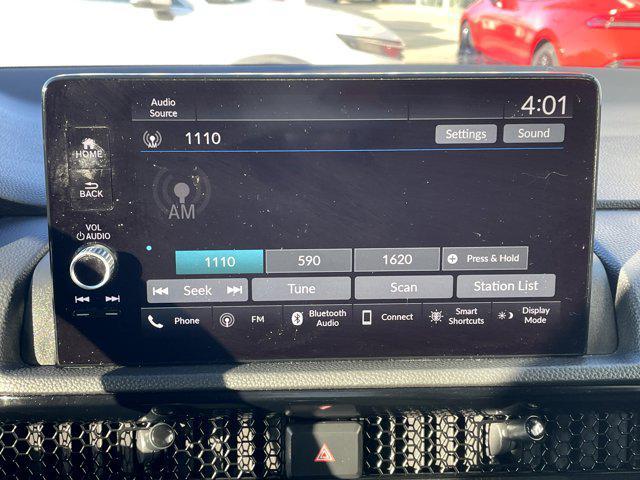 Audio
Source
4:01
1110
Settings
Sound
HOME
BACK
AM
VOL
AUDIO
1110
590
1620
Press & Hold
Seek
Tune
Scan
Station List
Phone
FM
Bluetooth
Audio
Connect
Smart
Shortcuts
Display
Mode